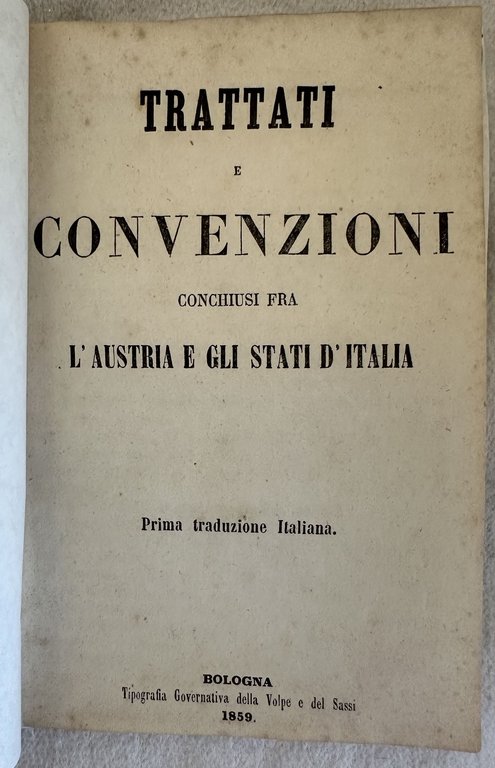 TRATTATI
E
CONVENZIONI
CONCHIUSI FRA
L' AUSTRIA E GLI STATI D' ITALIA
Prima traduzione Italiana.
BOLOGNA
Tipografia Governativa della Volpe e del Sassi
1859.